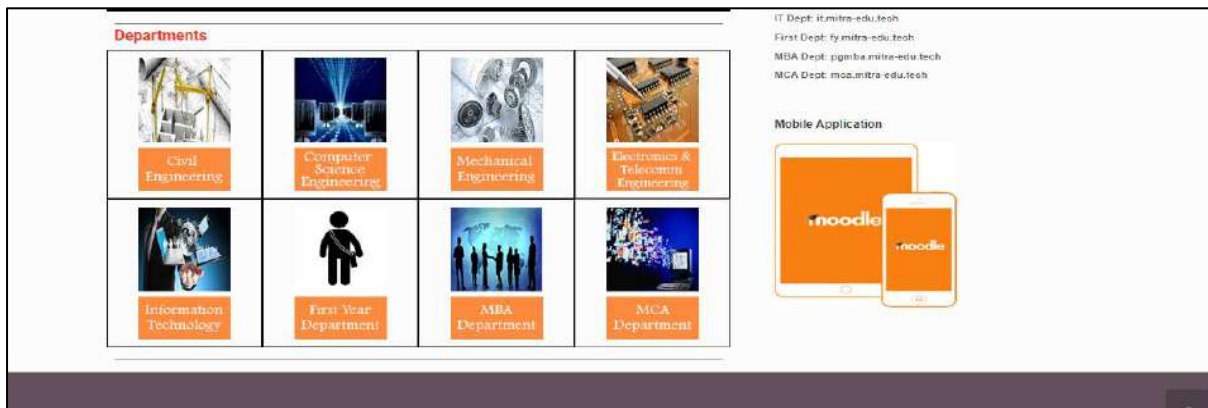 Departments
Civil
Engineering
Computer
Science
Engineering
Mechanical
Engineering
Electronics &
Telecomm
Engineering
Information
Technology
First Year
Department
MBA
Department
MCA
Department
IT Dept: it.mitra-edu.tech
First Dept: fy.mitra-edu.tech
MBA Dept: pgmba.mitra-edu.tech
MCA Dept: mca.mitra-edu.tech
Mobile Application
moodle
moodle